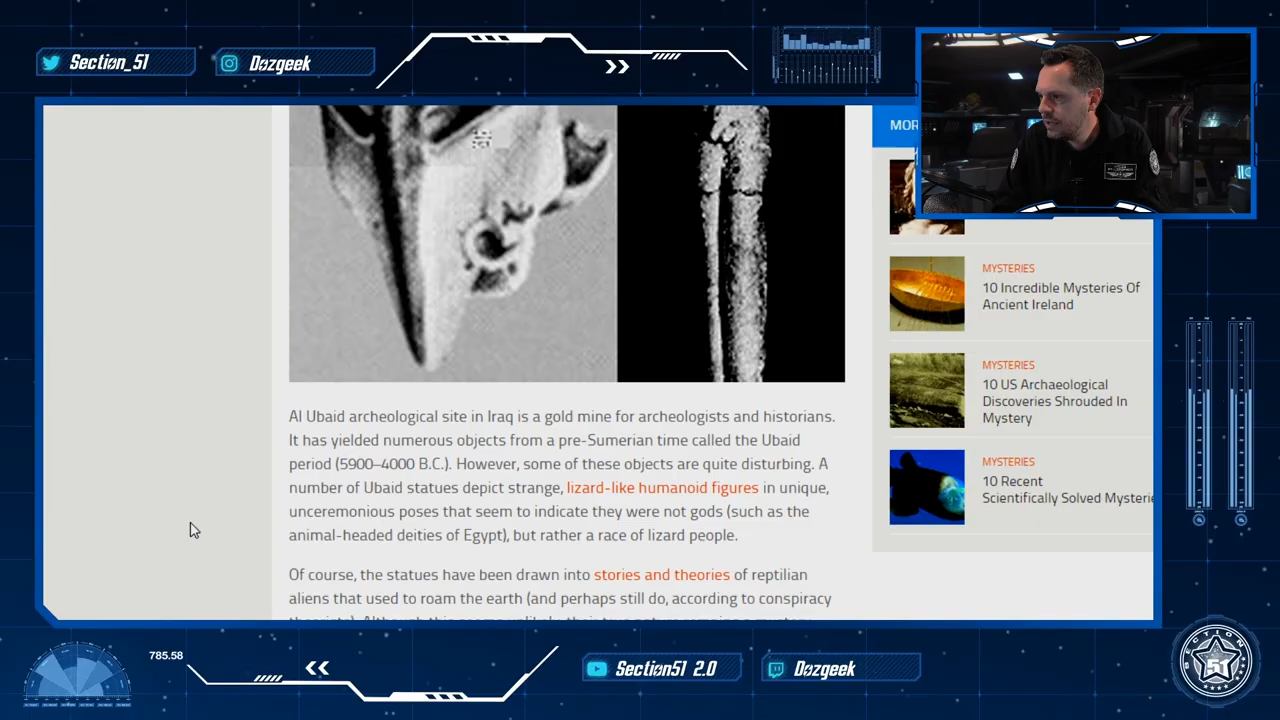 Section_51
Dazgeek
MOR
MYSTERIES
10 Incredible Mysteries Of
Ancient Ireland
MYSTERIES
10 US Archaeological
Discoveries Shrouded In
Mystery
MYSTERIES
10 Recent
Scientifically Solved Mysterie
Al Ubaid archeological site in Iraq is a gold mine for archeologists and historians.
It has yielded numerous objects from a pre-Sumerian time called the Ubaid
period (5900–4000 B.C.). However, some of these objects are quite disturbing. A
number of Ubaid statues depict strange, lizard-like humanoid figures in unique,
unceremonious poses that seem to indicate they were not gods (such as the
animal-headed deities of Egypt), but rather a race of lizard people.
Of course, the statues have been drawn into stories and theories of reptilian
aliens that used to roam the earth (and perhaps still do, according to conspiracy
785.58
Section51 2.0
Dazgeek
SECTION
51